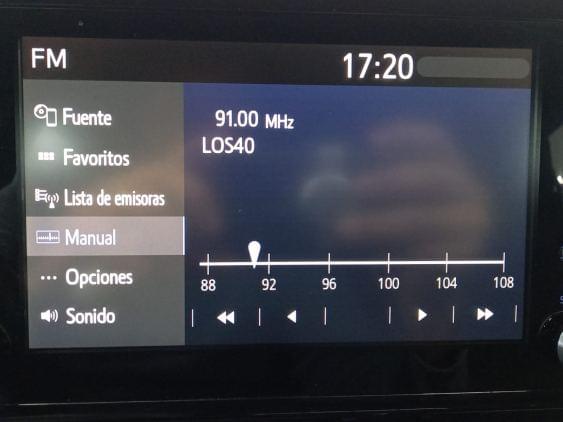 FM
17:20
Fuente
Favoritos
Lista de emisoras
Manual
Opciones
Sonido
91.00 MHz
LOS40
88 92 96 100 104 108